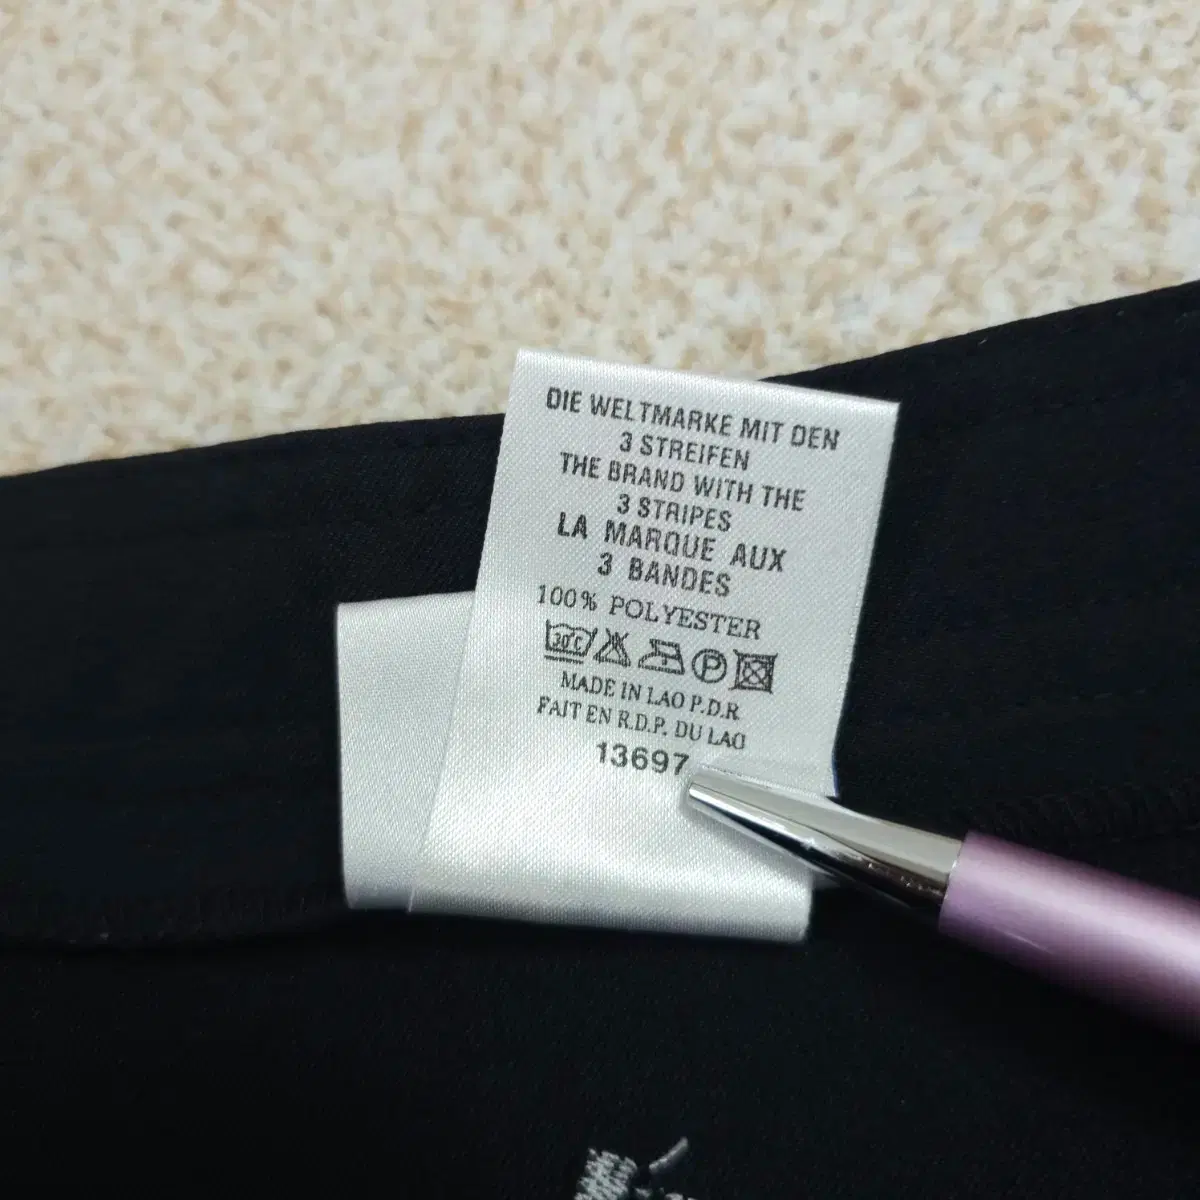 DIE WELTMARKE MIT DEN
3 STREIFEN
THE BRAND WITH THE
3 STRIPES
LA MARQUE AUX
3 BANDES
100% POLYESTER
30°C P
MADE IN LAO P.D.R
FAIT EN R.D.P. DU LAO
13697